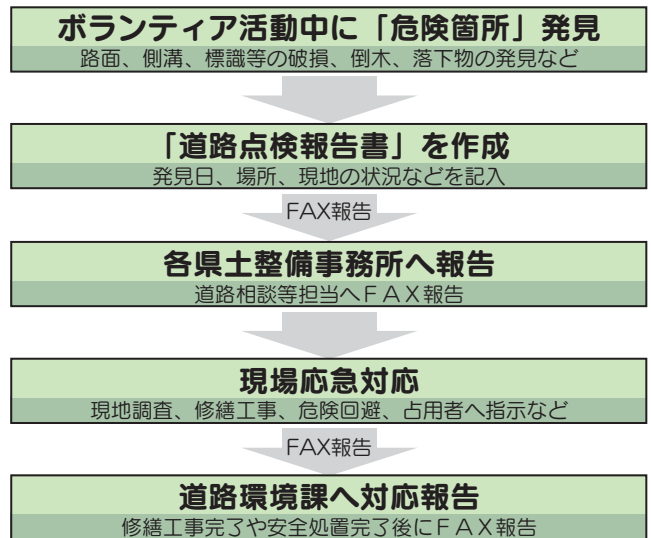 ボランティア活動中に「危険箇所」発見
路面、側溝、標識等の破損、倒木、落下物の発見など
「道路点検報告書」を作成
発見日、場所、現地の状況などを記入
FAX報告
各県土整備事務所へ報告
道路相談等担当へＦＡＸ報告
現場応急対応
現地調査、修繕工事、危険回避、占用者へ指示など
FAX報告
道路環境課へ対応報告
修繕工事完了や安全処置完了後にＦＡＸ報告